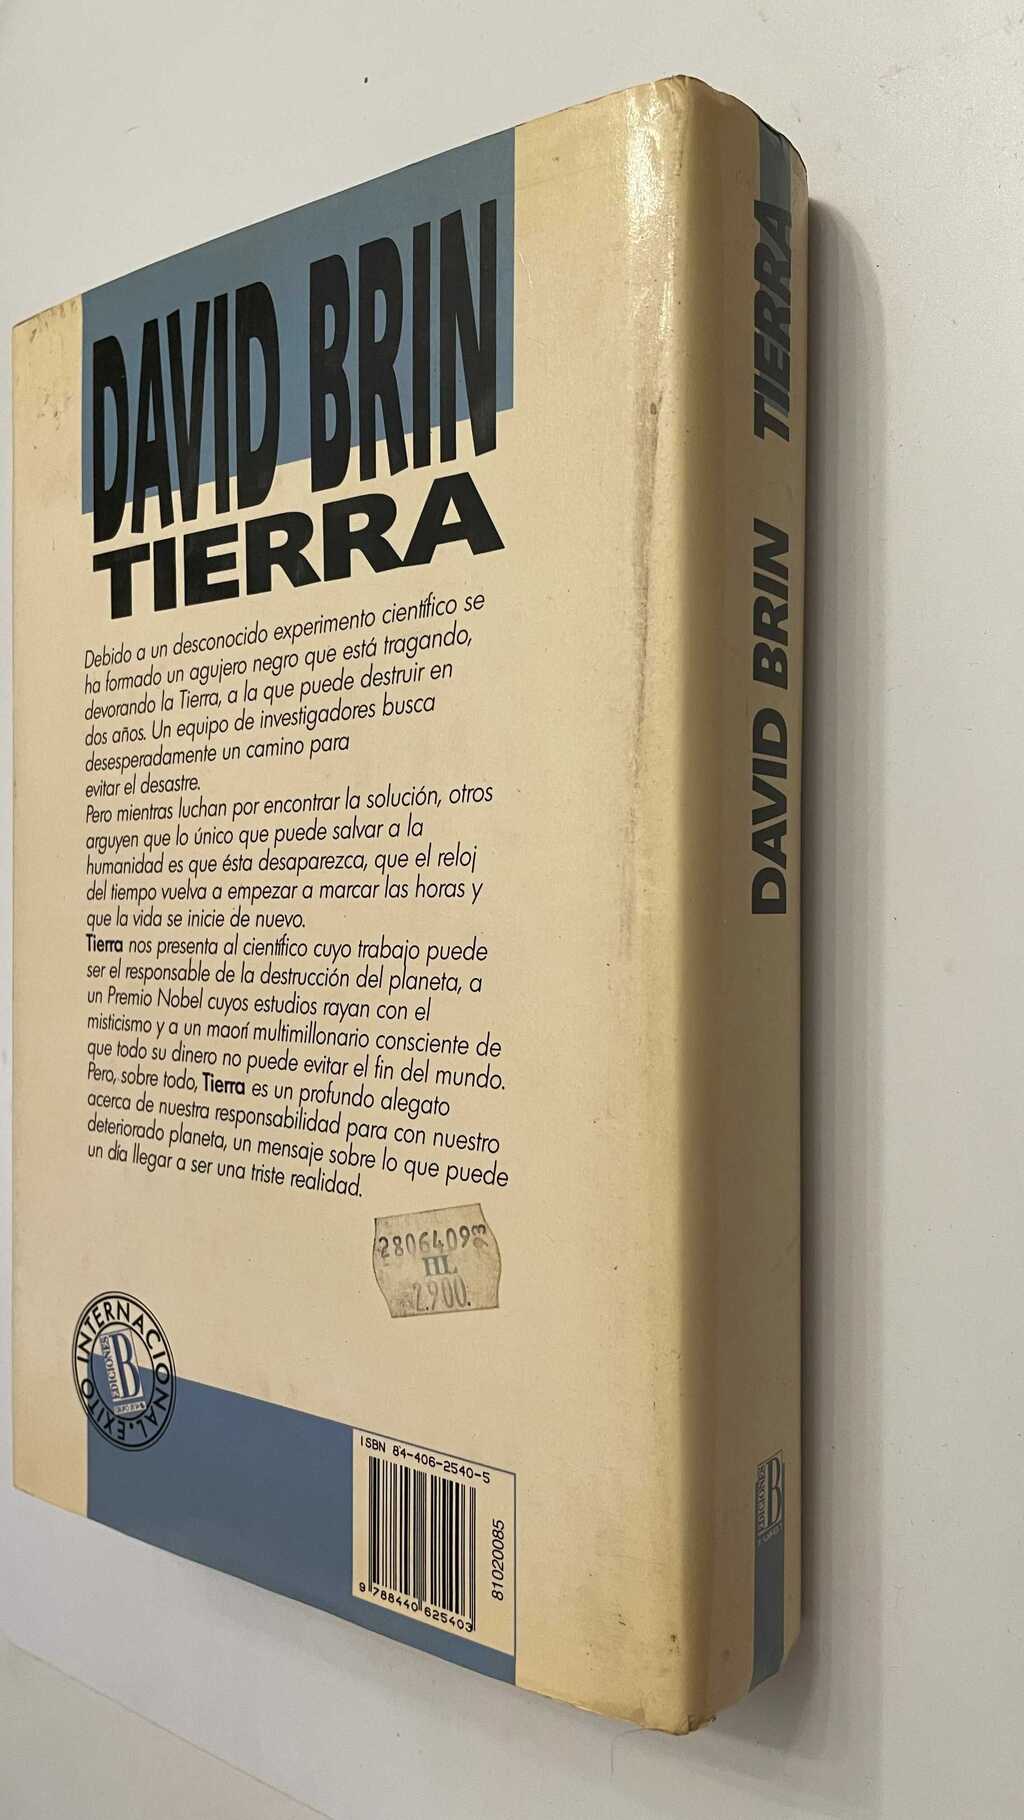 DAVID BRIN
TIERRA
Debido a un desconocido experimento científico se
ha formado un agujero negro que está tragando,
devorando la Tierra, a la que puede destruir en
dos años. Un equipo de investigadores busca
desesperadamente un camino para
evitar el desastre.
Pero mientras luchan por encontrar la solución, otros
arguyen que lo único que puede salvar a la
humanidad es que ésta desaparezca, que el reloj
del tiempo vuelva a empezar a marcar las horas y
que la vida se inicie de nuevo.
Tierra nos presenta al científico cuyo trabajo puede
ser el responsable de la destrucción del planeta, a
un Premio Nobel cuyos estudios rayan con el
misticismo y a un maorí multimillonario consciente de
que todo su dinero no puede evitar el fin del mundo.
Pero, sobre todo, Tierra es un profundo alegato
acerca de nuestra responsabilidad para con nuestro
deteriorado planeta, un mensaje sobre lo que puede
un día llegar a ser una triste realidad.
28064093
HL
2.900.
EXITO INTERNACIONAL.
EDICIONES
B
ISBN 84-406-2540-5
9 788440 625403
81020085
DAVID BRIN TIERRA
EDICIONES
B